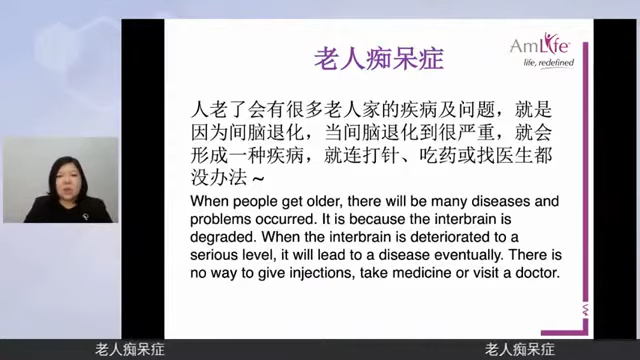 老人痴呆症
AmLife
life, redefined
人老了会有很多老人家的疾病及问题，就是
因为间脑退化，当间脑退化到很严重，就会
形成一种疾病，就连打针、吃药或找医生都
没办法～
When people get older, there will be many diseases and
problems occurred. It is because the interbrain is
degraded. When the interbrain is deteriorated to a
serious level, it will lead to a disease eventually. There is
no way to give injections, take medicine or visit a doctor.
老人痴呆症
老人痴呆症